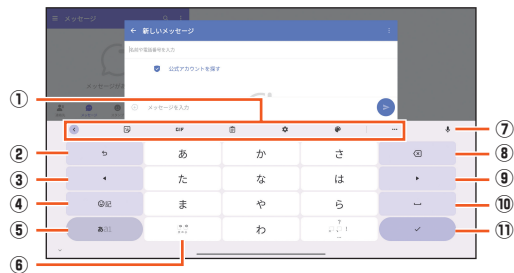 メッセージ
← 新しいメッセージ
名前や電話番号を入力
公式アカウントを探す
メッセージを入力
① GIF ⑦
② あ か さ ⑧
③ た な は ⑨
④ ☺記 ま や ら ⑩
⑤ わ ⑪
⑥